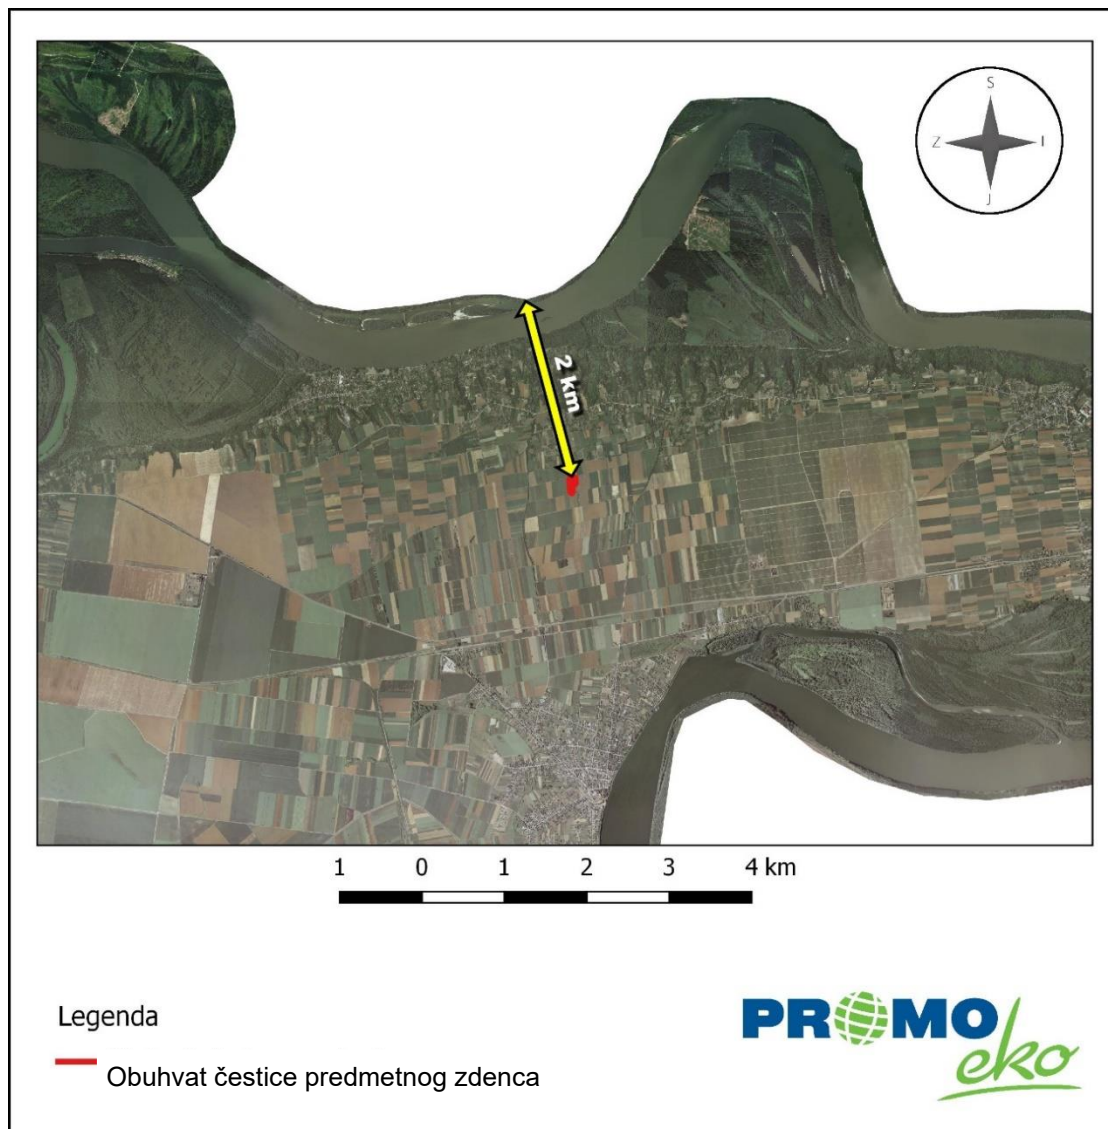 S
Z I
J
2 km
1 0 1 2 3 4 km
Legenda
Obuhvat čestice predmetnog zdenca
PROMO
eko